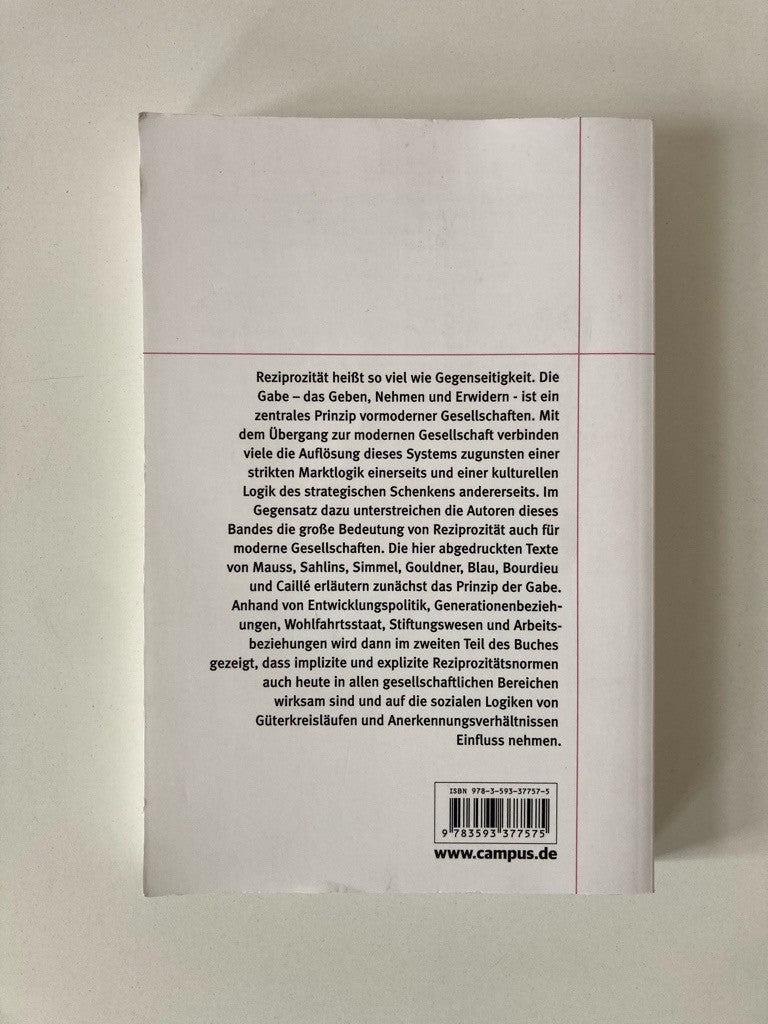 Reziprozität heißt so viel wie Gegenseitigkeit. Die
Gabe – das Geben, Nehmen und Erwidern - ist ein
zentrales Prinzip vormoderner Gesellschaften. Mit
dem Übergang zur modernen Gesellschaft verbinden
viele die Auflösung dieses Systems zugunsten einer
strikten Marktlogik einerseits und einer kulturellen
Logik des strategischen Schenkens andererseits. Im
Gegensatz dazu unterstreichen die Autoren dieses
Bandes die große Bedeutung von Reziprozität auch für
moderne Gesellschaften. Die hier abgedruckten Texte
von Mauss, Sahlins, Simmel, Gouldner, Blau, Bourdieu
und Caillé erläutern zunächst das Prinzip der Gabe.
Anhand von Entwicklungspolitik, Generationenbezieh-
ungen, Wohlfahrtsstaat, Stiftungswesen und Arbeits-
beziehungen wird dann im zweiten Teil des Buches
gezeigt, dass implizite und explizite Reziprozitätsnormen
auch heute in allen gesellschaftlichen Bereichen
wirksam sind und auf die sozialen Logiken von
Güterkreisläufen und Anerkennungsverhältnissen
Einfluss nehmen.
ISBN 978-3-593-37757-5
9 783593 377575
www.campus.de